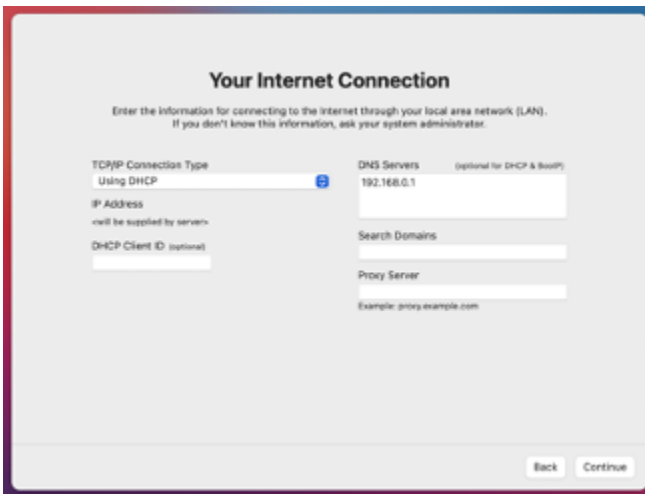 Your Internet Connection
Enter the information for connecting to the Internet through your local area network (LAN).
If you don't know this information, ask your system administrator.
TCP/IP Connection Type
Using DHCP
IP Address
<will be supplied by server>
DHCP Client ID (optional)
DNS Servers (optional for DHCP & BootP)
192.168.0.1
Search Domains
Proxy Server
Example: proxy.example.com
Back Continue